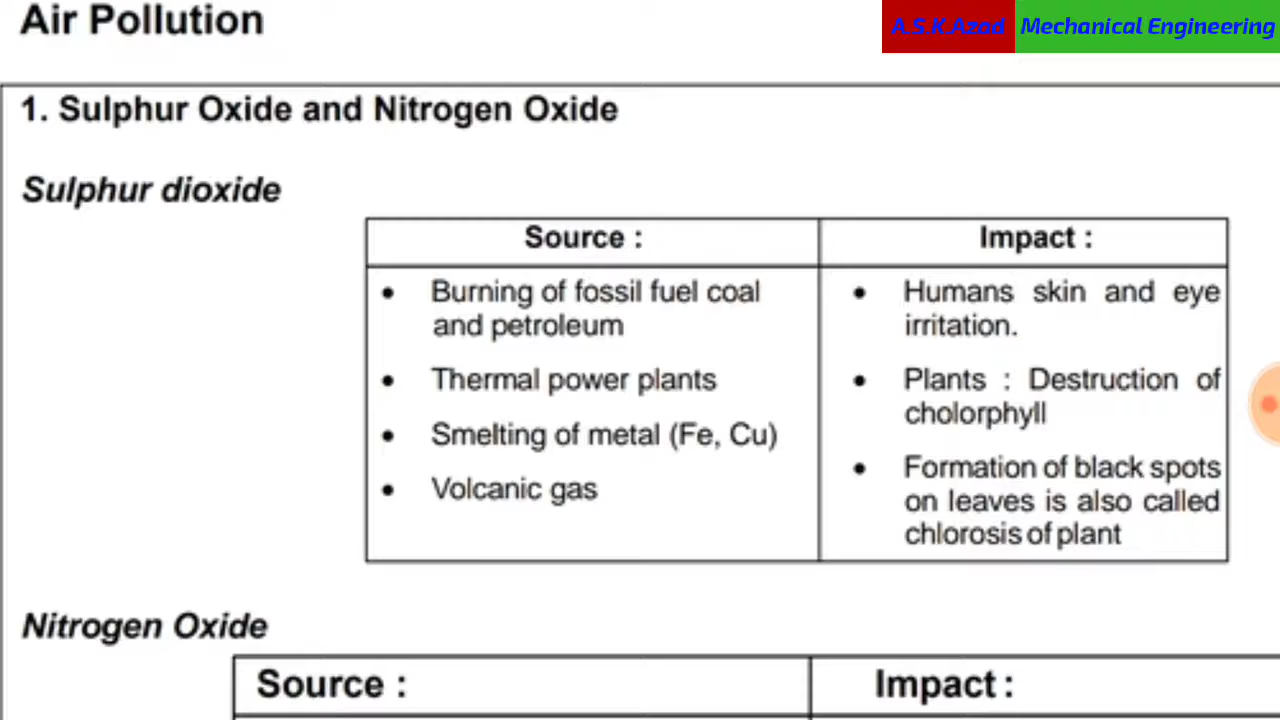 Air Pollution
A.S.K.Azad Mechanical Engineering
1. Sulphur Oxide and Nitrogen Oxide
Sulphur dioxide
Source :
Impact :
• Burning of fossil fuel coal
and petroleum
• Thermal power plants
• Smelting of metal (Fe, Cu)
• Volcanic gas
• Humans skin and eye
irritation.
• Plants : Destruction of
cholorphyll
• Formation of black spots
on leaves is also called
chlorosis of plant
Nitrogen Oxide
Source :
Impact :